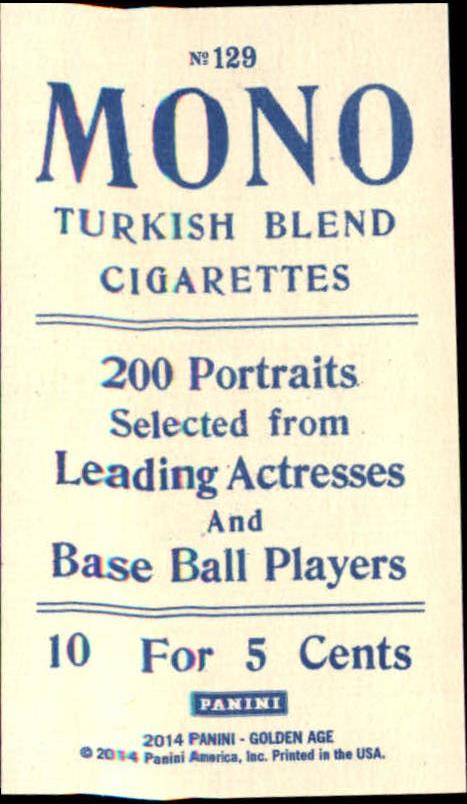 Nº 129
MONO
TURKISH BLEND
CIGARETTES
200 Portraits
Selected from
Leading Actresses
And
Base Ball Players
10 For 5 Cents
PANINI
2014 PANINI - GOLDEN AGE
© 2014 Panini America, Inc. Printed in the USA.